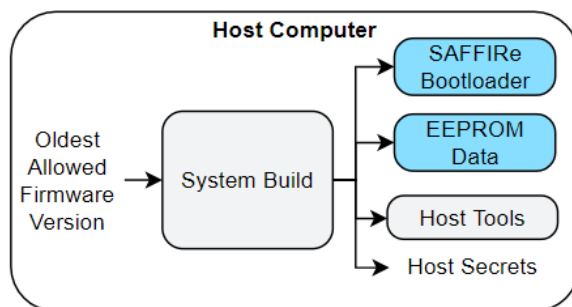 Host Computer
SAFFIRe
Bootloader
EEPROM
Data
Oldest
Allowed
Firmware
Version
System Build
Host Tools
Host Secrets